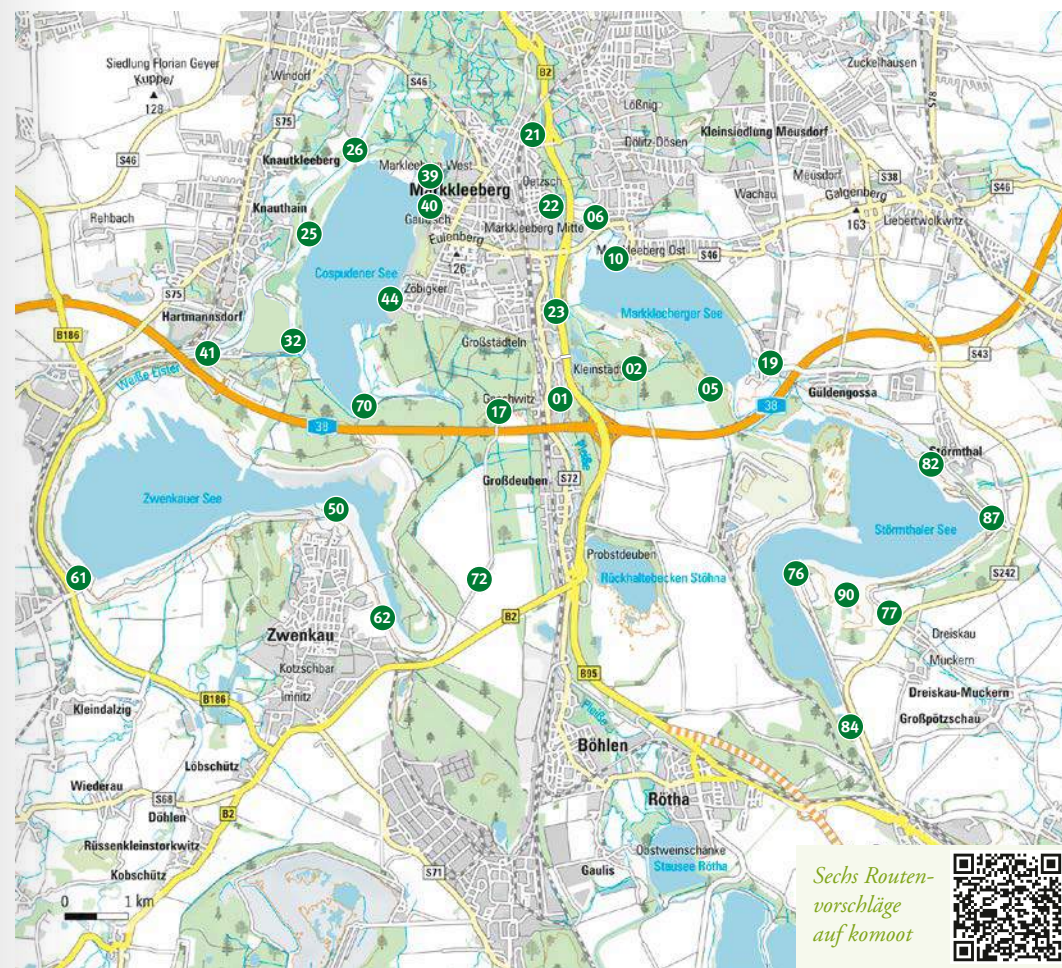 Siedlung Florian Geyer
Kuppe/
128
Windorf
S46
B2
Zuckelhausen
S78
Lößnig
Dölitz-Dösen
Kleinsiedlung Meusdorf
S75
21
S46
Knautkleeberg
26
Markkleeberg West
39
Markkleeberg
Oetzsch
Meusdorf
S38
Galgenberg
163
S46
Wachau
Liebertwolkwitz
Rehbach
Knauthain
40
Gautzsch
22
Markkleeberg Mitte
06
25
Euienberg
126
10
Markkleeberg Ost
S46
Cospudener See
44
Zöbigker
23
Markkleeberger See
S75
Hartmannsdorf
B186
41
32
Großstädteln
02
05
19
S43
Güldengossa
Weiße Elster
70
17
01
38
38
Pleiße
Großdeuben
S72
Störmthal
82
Zwenkauer See
50
87
Störmthaler See
Probstdeuben
Rückhaltebecken Stöhna
76
90
77
S242
61
72
62
B2
Zwenkau
Dreiskau
Muckern
Kotzschbar
Imnitz
B95
B186
Kleindalzig
Dreiskau-Muckern
Großpötzschau
84
Pleiße
Böhlen
Löbschütz
Wiederau
S68
Döhlen
B2
Rötha
Rüssenkleinstorkwitz
Kobschütz
S71
Gaulis
Obstweinschänke
Stausee Rötha
0 1 km
Sechs Routen-
vorschläge
auf komoot